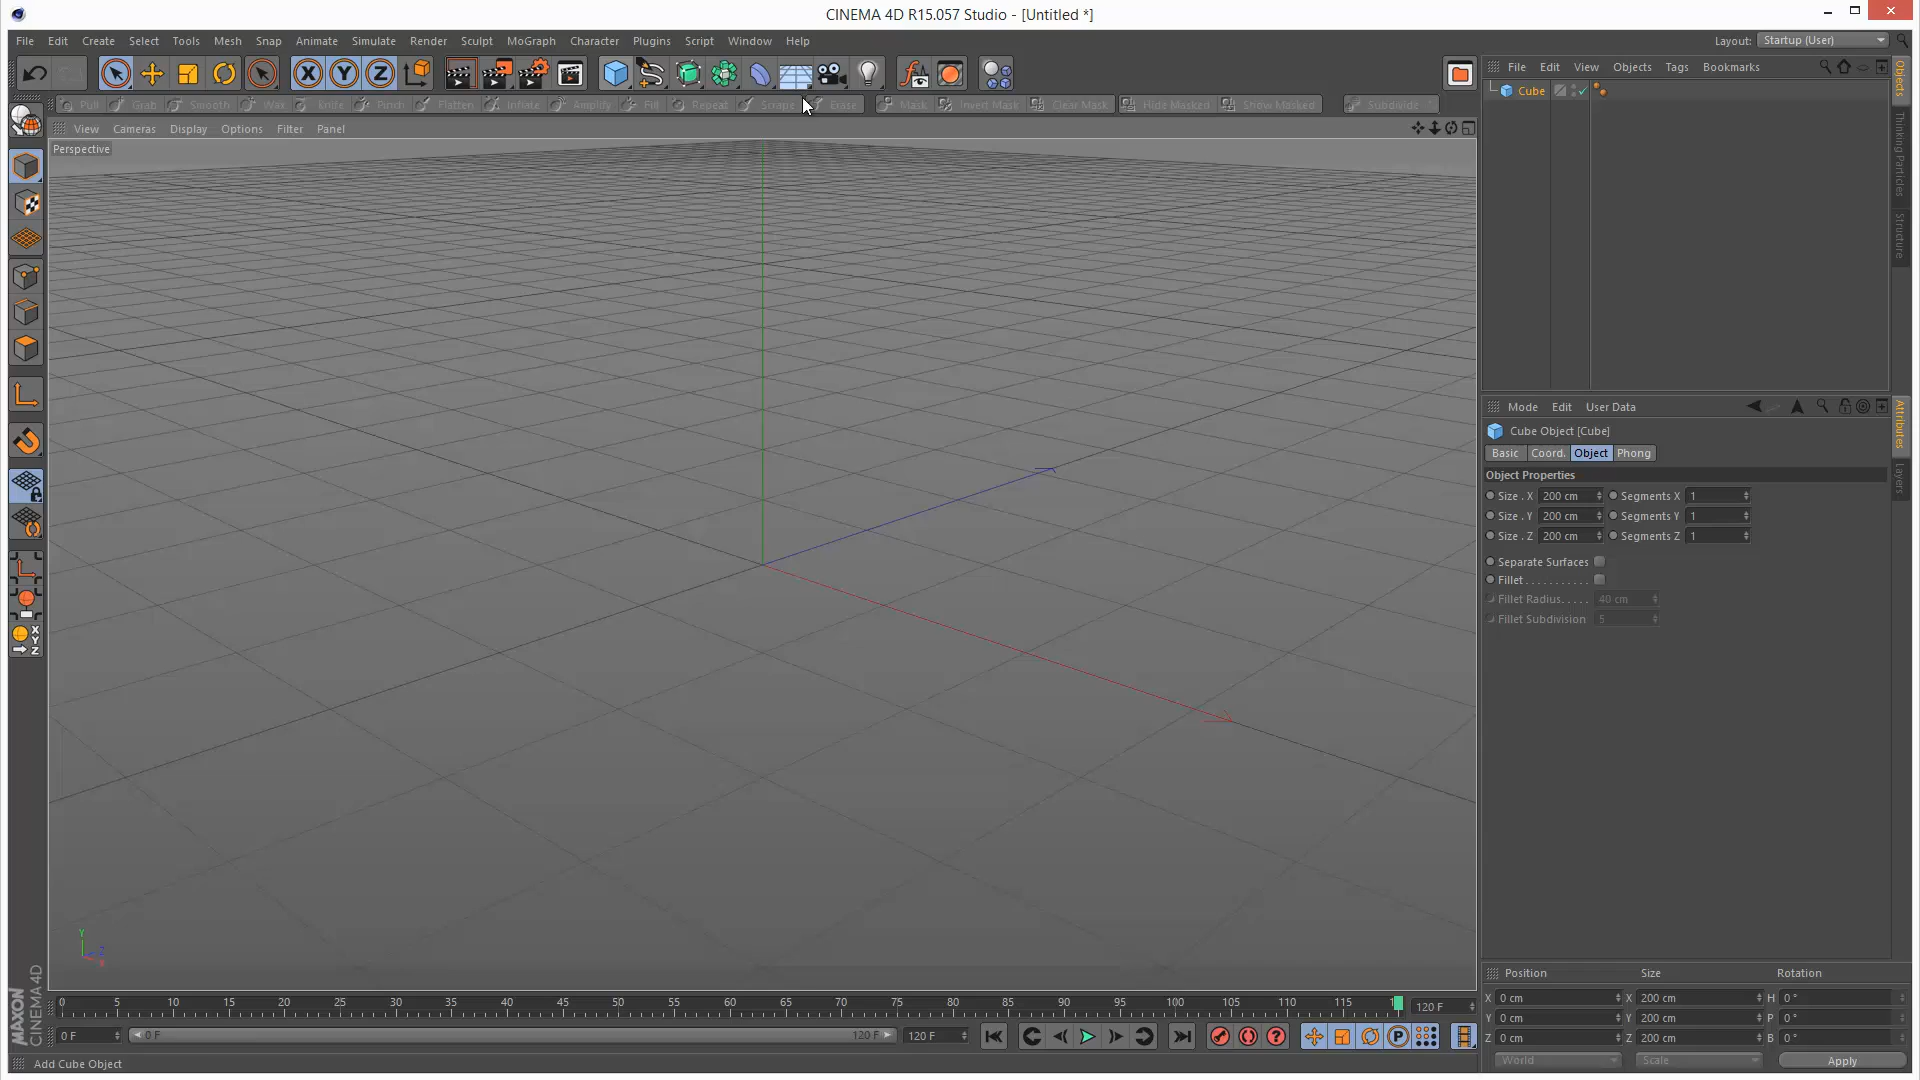 CINEMA 4D R15.057 Studio - [Untitled *]
File Edit Create Select Tools Mesh Snap Animate Simulate Render Sculpt MoGraph Character Plugins Script Window Help
Layout: Startup (User)
X Y Z
File Edit View Objects Tags Bookmarks
Cube
Pull Grab Smooth Wax Knife Pinch Flatten Inflate Amplify Fill Repeat Scrape Erase Mask Invert Mask Clear Mask Hide Masked Show Masked Subdivide
View Cameras Display Options Filter Panel
Perspective
Objects
Thinking Particles
Structure
Mode Edit User Data
Attributes
Layers
Cube Object [Cube]
Basic Coord. Object Phong
Object Properties
Size . X 200 cm Segments X 1
Size . Y 200 cm Segments Y 1
Size . Z 200 cm Segments Z 1
Separate Surfaces
Fillet . . . . . . . . . . .
Fillet Radius. . . . . 40 cm
Fillet Subdivision 5
X
Y
Z
Y
Z
X
MAXON
CINEMA 4D
Position Size Rotation
X 0 cm X 200 cm H 0 °
Y 0 cm Y 200 cm P 0 °
Z 0 cm Z 200 cm B 0 °
World Scale Apply
0 5 10 15 20 25 30 35 40 45 50 55 60 65 70 75 80 85 90 95 100 105 110 115 120 F
0 F 0 F 120 F 120 F
P
Add Cube Object